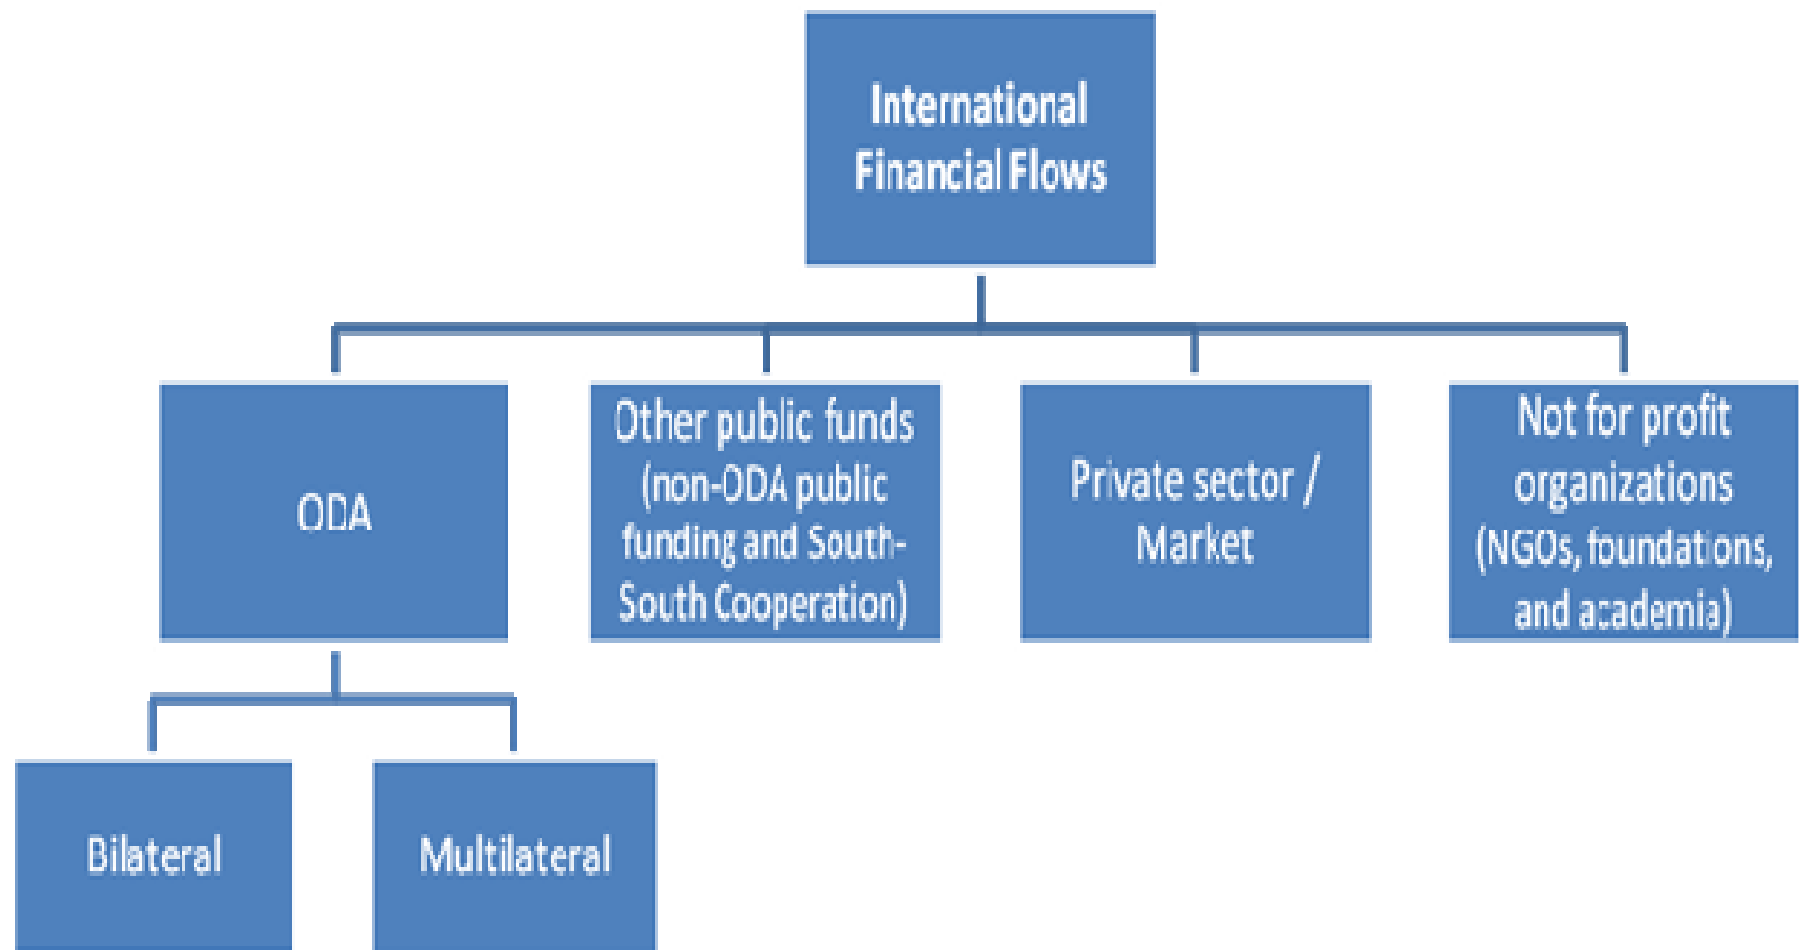 International
Financial Flows
ODA
Other public funds
(non-ODA public
funding and South-
South Cooperation)
Private sector /
Market
Not for profit
organizations
(NGOs, foundations,
and academia)
Bilateral
Multilateral